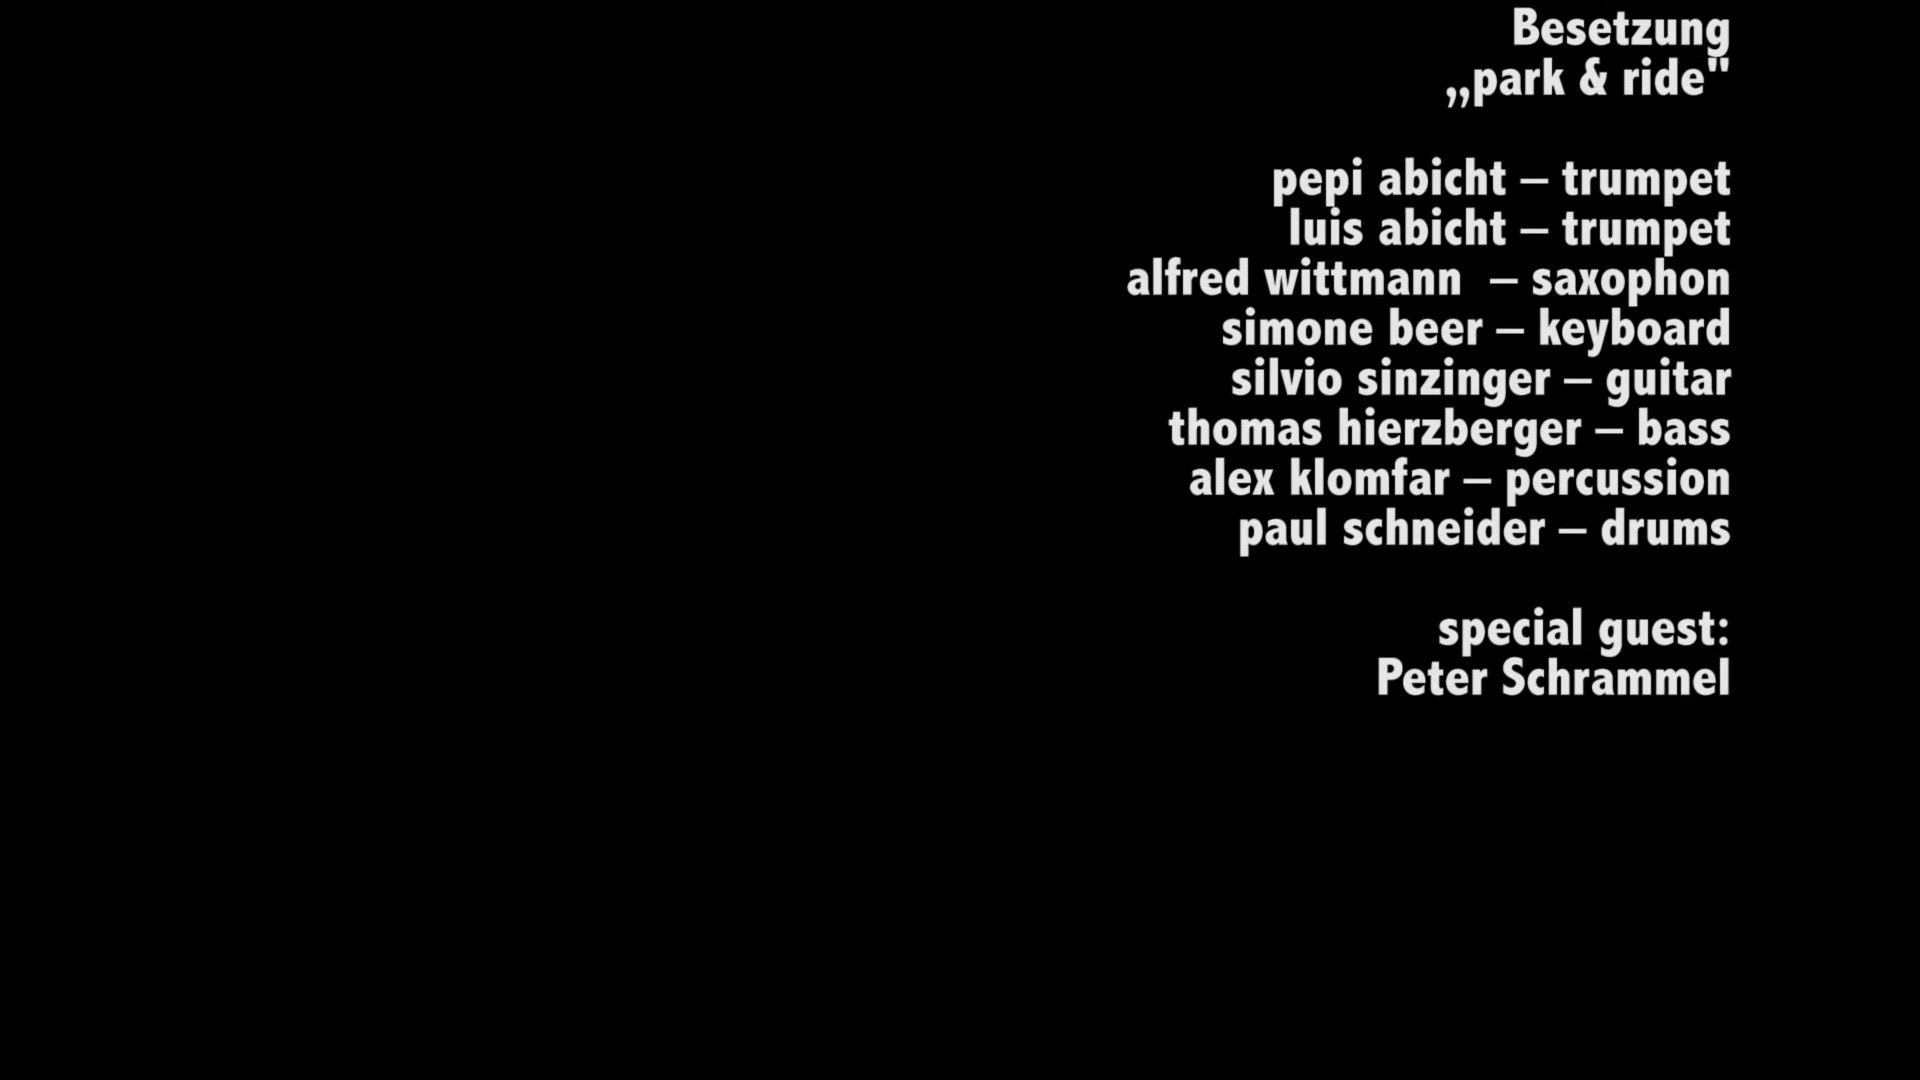 Besetzung
„park & ride"
pepi abicht – trumpet
luis abicht – trumpet
alfred wittmann  – saxophon
simone beer – keyboard
silvio sinzinger – guitar
thomas hierzberger – bass
alex klomfar – percussion
paul schneider – drums
special guest:
Peter Schrammel